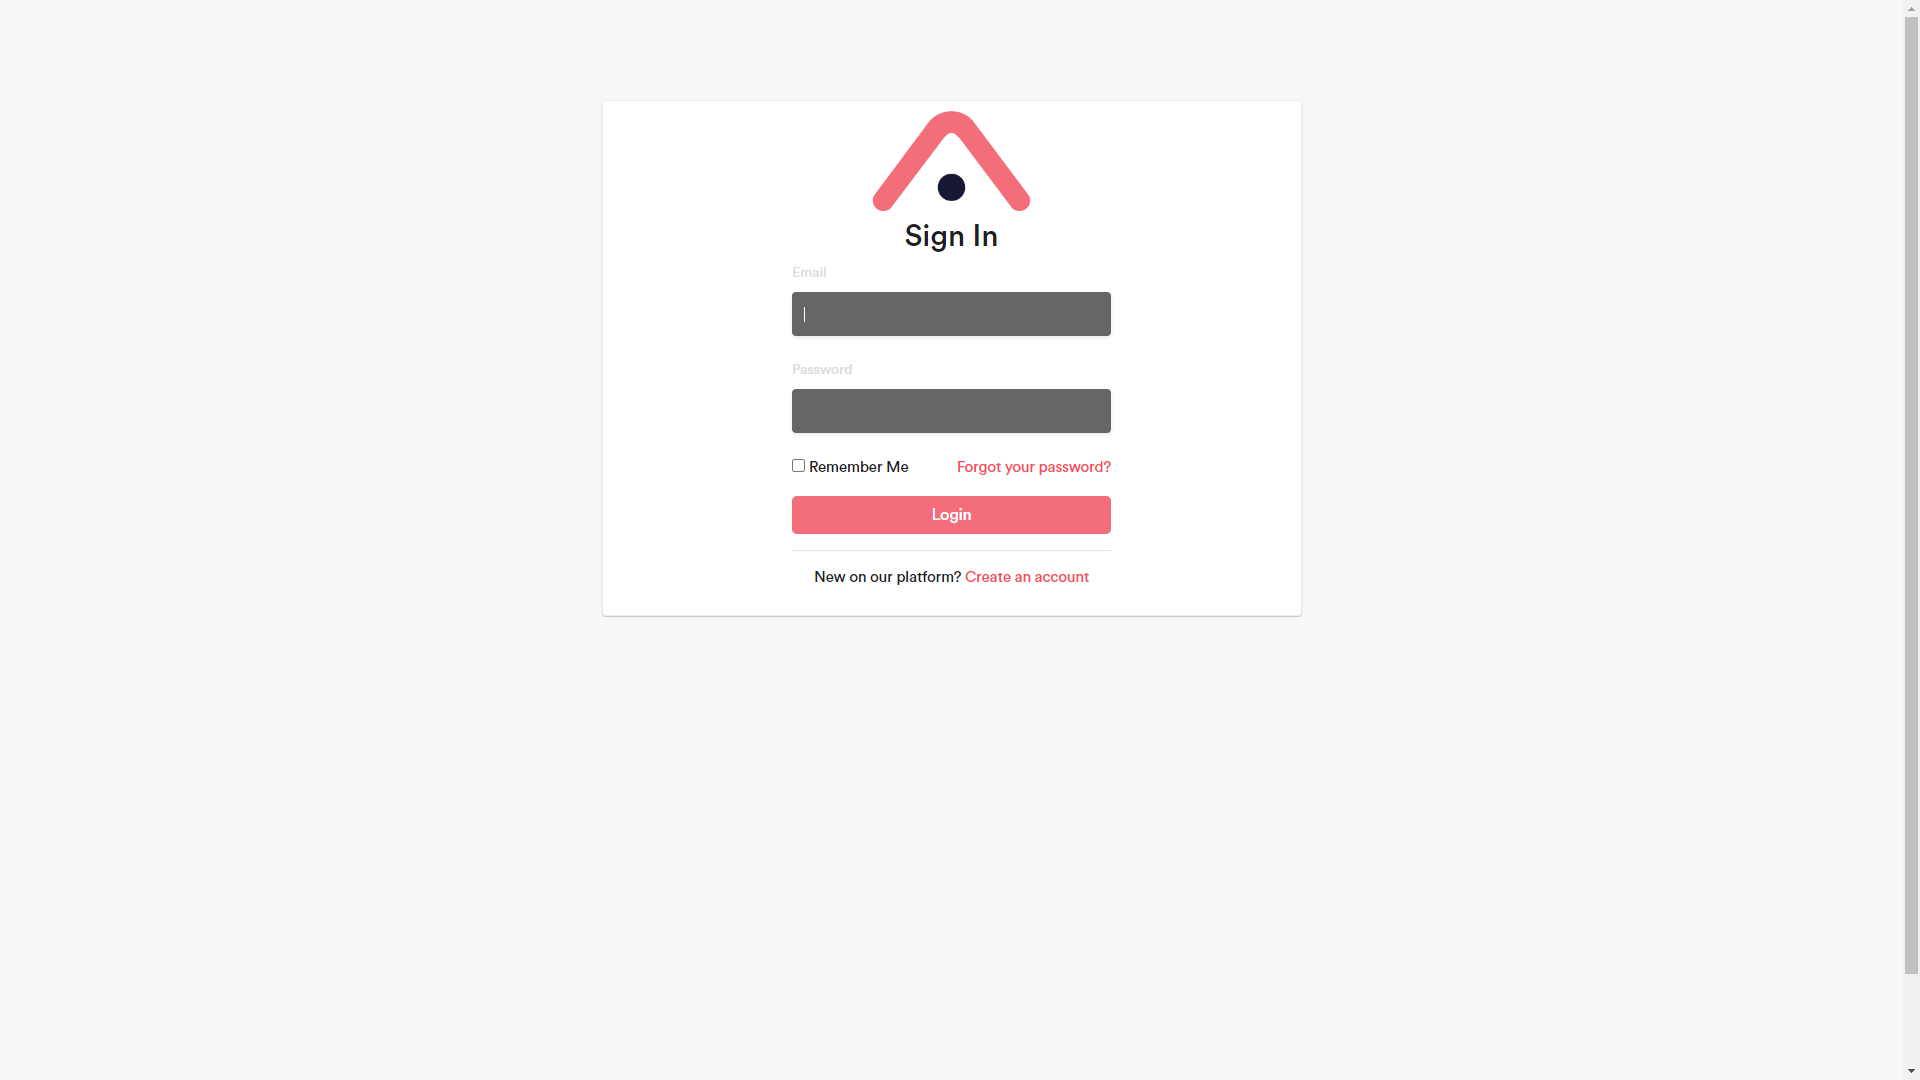 Sign In
Email
Password
Remember Me
Forgot your password?
Login
New on our platform? Create an account